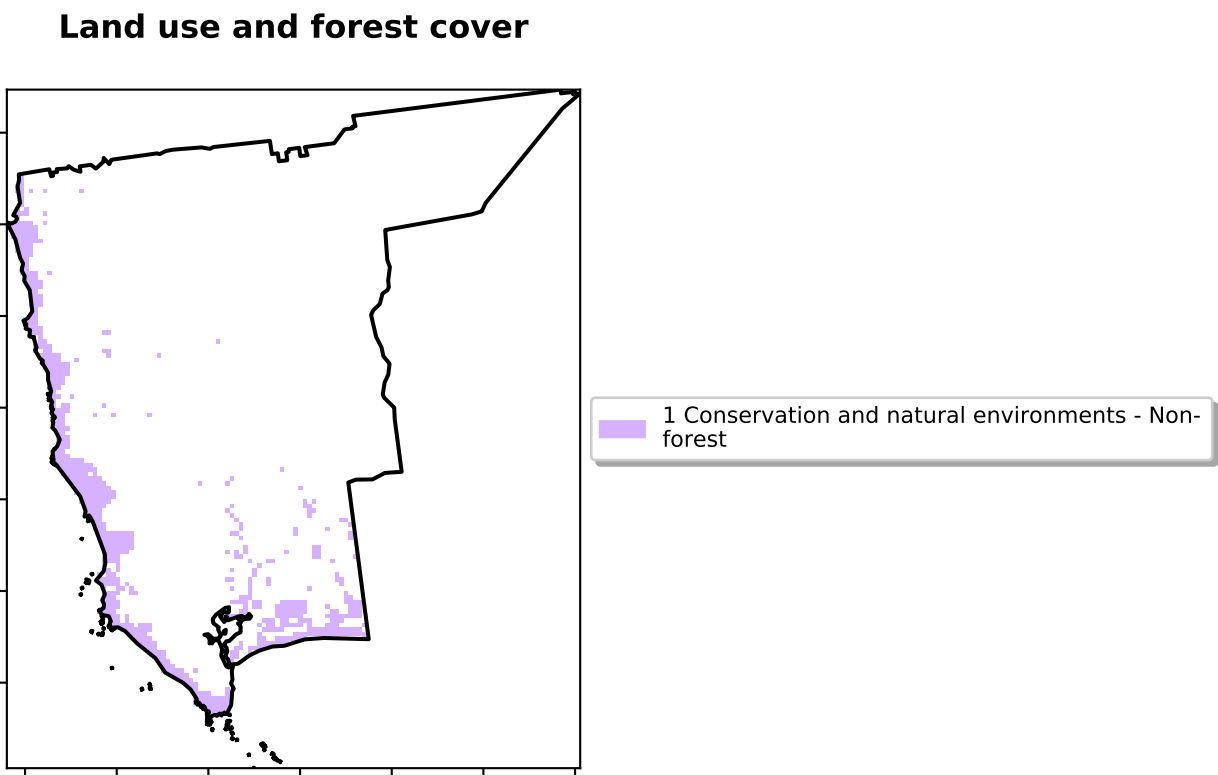 Land use and forest cover
1 Conservation and natural environments - Non-
forest